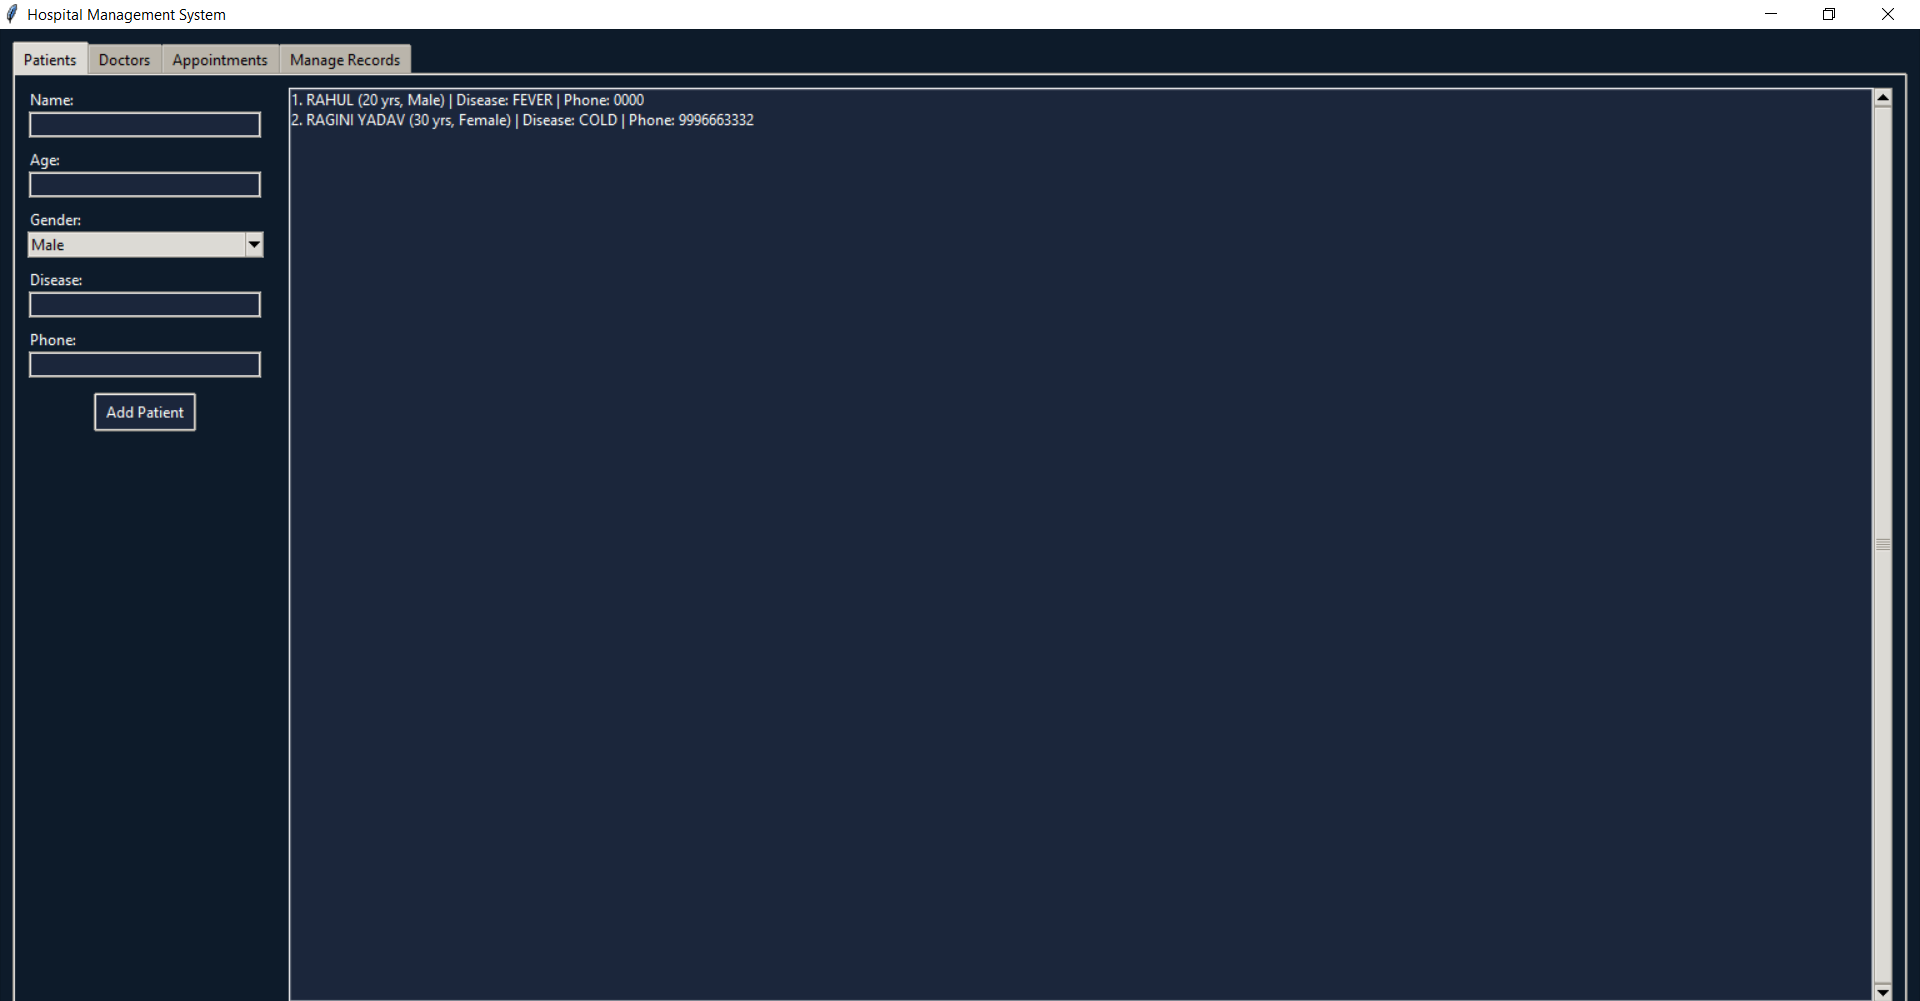 Hospital Management System
Patients Doctors Appointments Manage Records
Name:
Age:
Gender:
Male
Disease:
Phone:
Add Patient
1. RAHUL (20 yrs, Male) | Disease: FEVER | Phone: 0000
2. RAGINI YADAV (30 yrs, Female) | Disease: COLD | Phone: 9996663332